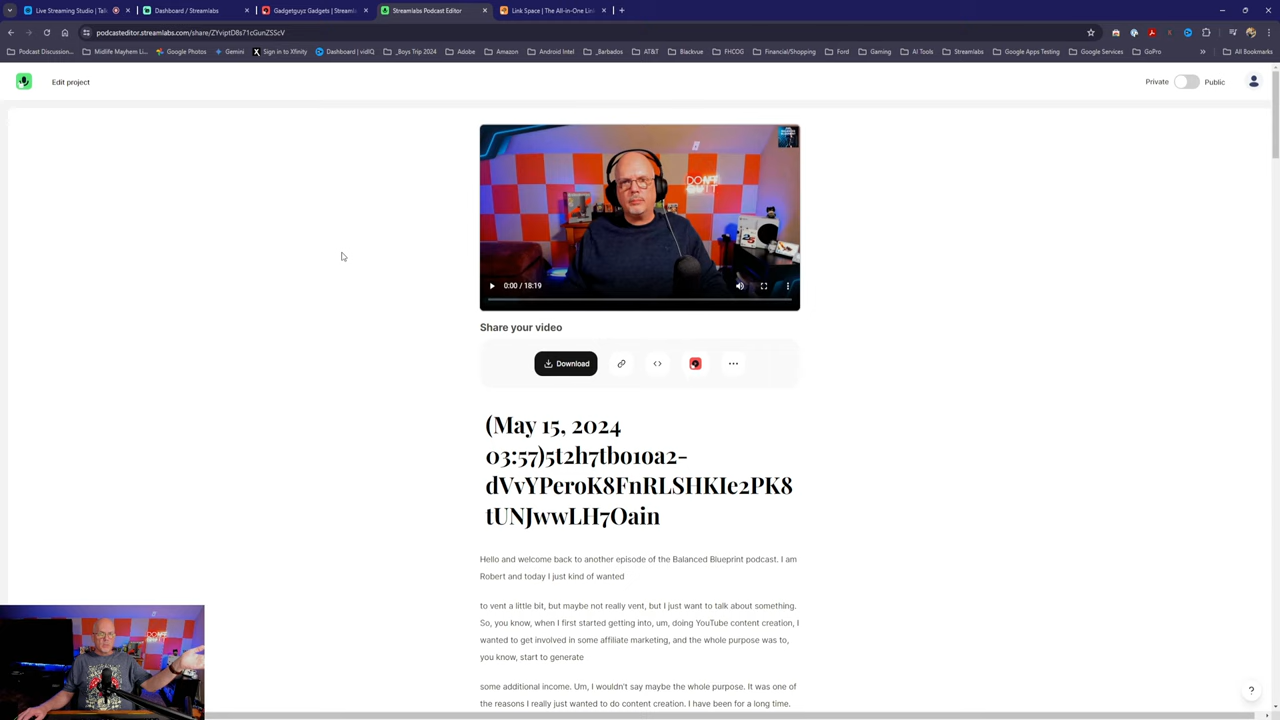 Live Streaming Studio | Tal
Dashboard / Streamlabs
Gadgetguyz Gadgets | Streaml
Streamlabs Podcast Editor
Link Space | The All-in-One Lin
podcasteditor.streamlabs.com/share/ZYviptD8s71cGunZSScV
Podcast Discussion...
Midlife Mayhem Li...
Google Photos
Gemini
Sign in to Xfinity
Dashboard | vidIQ
_Boys Trip 2024
Adobe
Amazon
Android Intel
_Barbados
AT&T
Blackvue
FHCOG
Financial/Shopping
Ford
Gaming
AI Tools
Streamlabs
Google Apps Testing
Google Services
GoPro
All Bookmarks
Edit project
Private
Public
DON'T
QUIT
0:00 / 18:19
Share your video
Download
(May 15, 2024
03:57)5t2h7tbo1oa2-
dVvYPeroK8FnRLSHKIe2PK8
tUNJwwLH7Oain
Hello and welcome back to another episode of the Balanced Blueprint podcast. I am
Robert and today I just kind of wanted
to vent a little bit, but maybe not really vent, but I just want to talk about something.
So, you know, when I first started getting into, um, doing YouTube content creation, I
wanted to get involved in some affiliate marketing, and the whole purpose was to,
you know, start to generate
some additional income. Um, I wouldn't say maybe the whole purpose. It was one of
the reasons I really just wanted to do content creation. I have been for a long time.
?